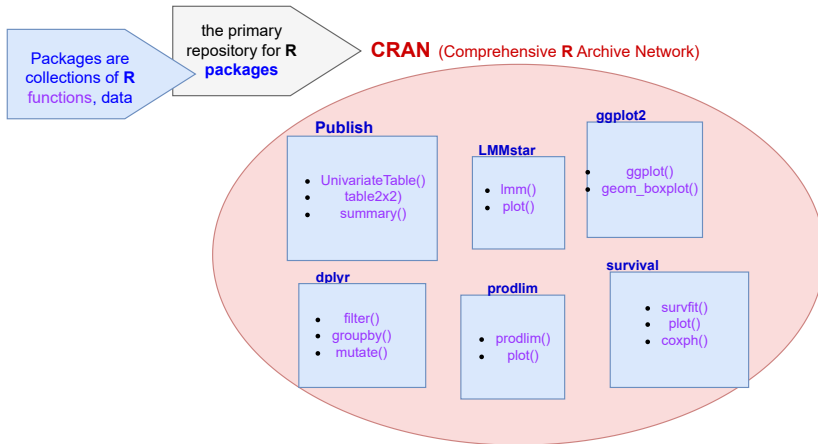 Packages are
collections of R
functions, data
the primary
repository for R
packages
CRAN (Comprehensive R Archive Network)
Publish
UnivariateTable()
table2x2)
summary()
LMMstar
lmm()
plot()
ggplot2
ggplot()
geom_boxplot()
dplyr
filter()
groupby()
mutate()
prodlim
prodlim()
plot()
survival
survfit()
plot()
coxph()